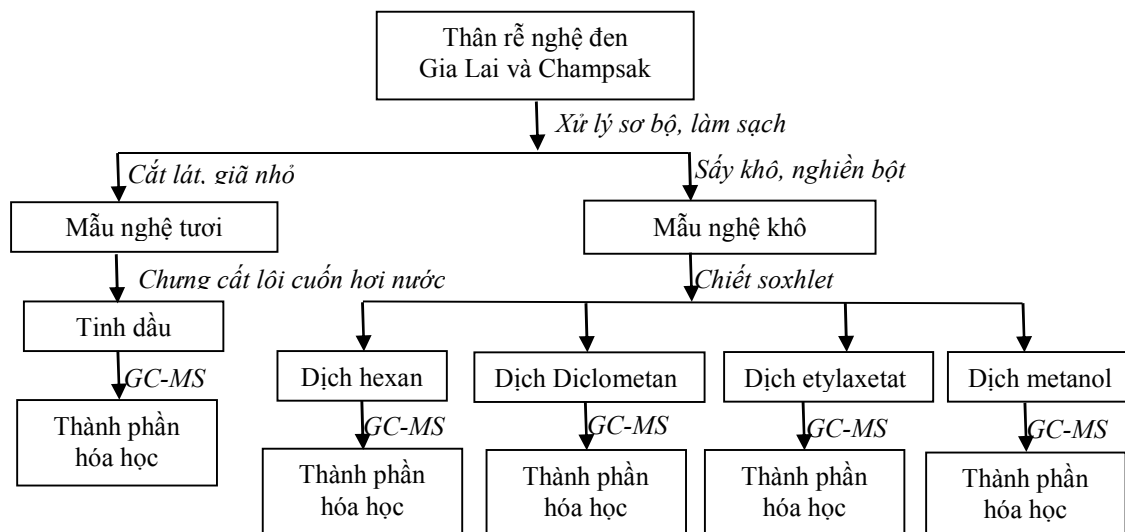 Thân rễ nghệ đen
Gia Lai và Champsak
Xử lý sơ bộ, làm sạch
Cắt lát, giã nhỏ
Sấy khô, nghiền bột
Mẫu nghệ tươi
Mẫu nghệ khô
Chưng cất lôi cuốn hơi nước
Chiết soxhlet
Tinh dầu
Dịch hexan
Dịch Diclometan
Dịch etylaxetat
Dịch metanol
GC-MS
GC-MS
GC-MS
GC-MS
GC-MS
Thành phần
hóa học
Thành phần
hóa học
Thành phần
hóa học
Thành phần
hóa học
Thành phần
hóa học